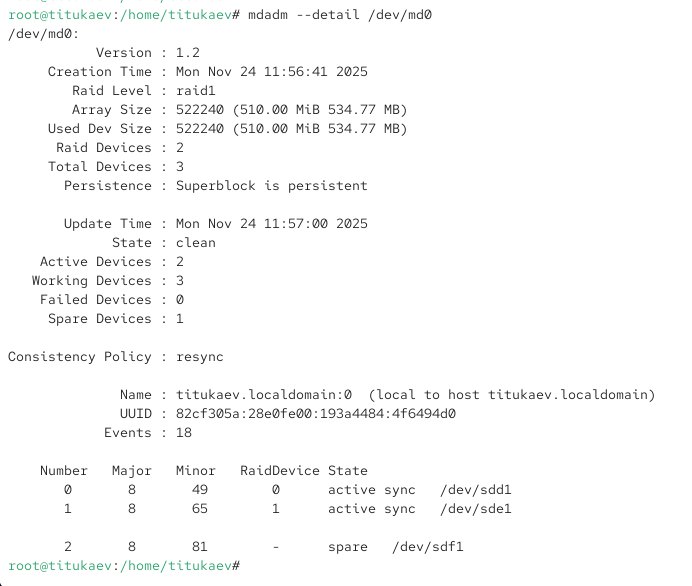 root@titukaev:/home/titukaev# mdadm --detail /dev/md0
/dev/md0:
           Version : 1.2
     Creation Time : Mon Nov 24 11:56:41 2025
        Raid Level : raid1
        Array Size : 522240 (510.00 MiB 534.77 MB)
     Used Dev Size : 522240 (510.00 MiB 534.77 MB)
      Raid Devices : 2
     Total Devices : 3
       Persistence : Superblock is persistent

       Update Time : Mon Nov 24 11:57:00 2025
             State : clean
    Active Devices : 2
   Working Devices : 3
    Failed Devices : 0
     Spare Devices : 1

Consistency Policy : resync

              Name : titukaev.localdomain:0  (local to host titukaev.localdomain)
              UUID : 82cf305a:28e0fe00:193a4484:4f6494d0
            Events : 18

    Number   Major   Minor   RaidDevice State
       0       8       49        0      active sync   /dev/sdd1
       1       8       65        1      active sync   /dev/sde1

       2       8       81        -      spare   /dev/sdf1
root@titukaev:/home/titukaev#